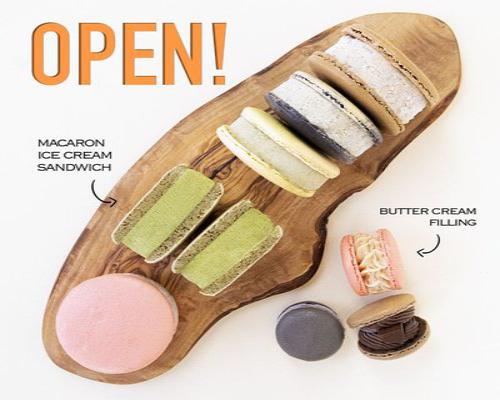 OPEN!
MACARON
ICE CREAM
SANDWICH
BUTTER CREAM
FILLING